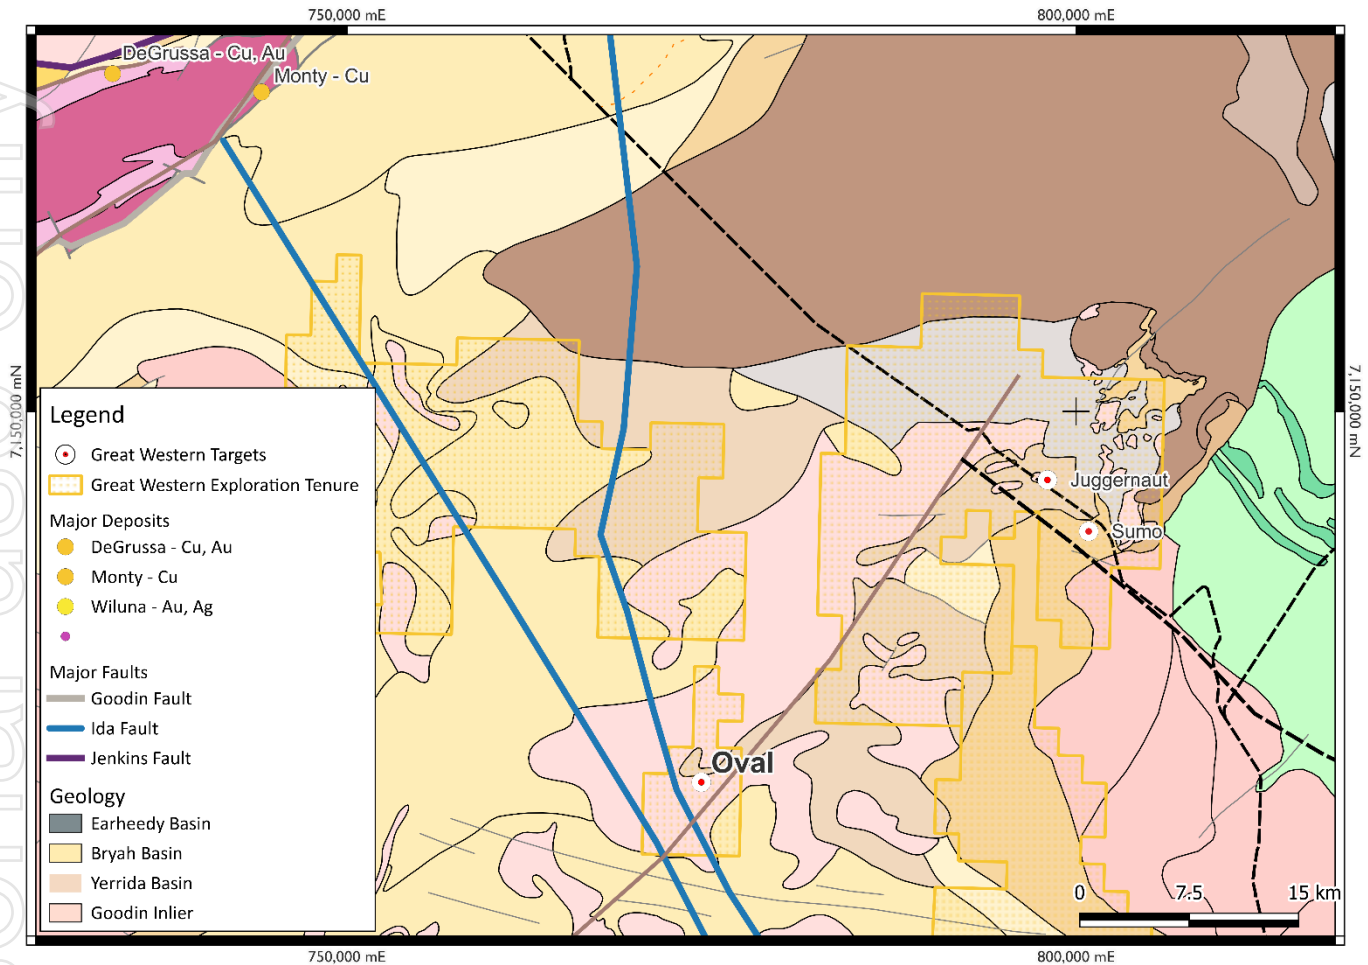 750,000 mE
800,000 mE
DeGrussa - Cu, Au
Monty - Cu
7,150,000 mN
7,150,000 mN
Legend
Great Western Targets
Great Western Exploration Tenure
Major Deposits
DeGrussa - Cu, Au
Monty - Cu
Wiluna - Au, Ag
Major Faults
Goodin Fault
Ida Fault
Jenkins Fault
Geology
Earheedy Basin
Bryah Basin
Yerrida Basin
Goodin Inlier
Juggernaut
Sumo
Oval
0 7.5 15 km
750,000 mE
800,000 mE